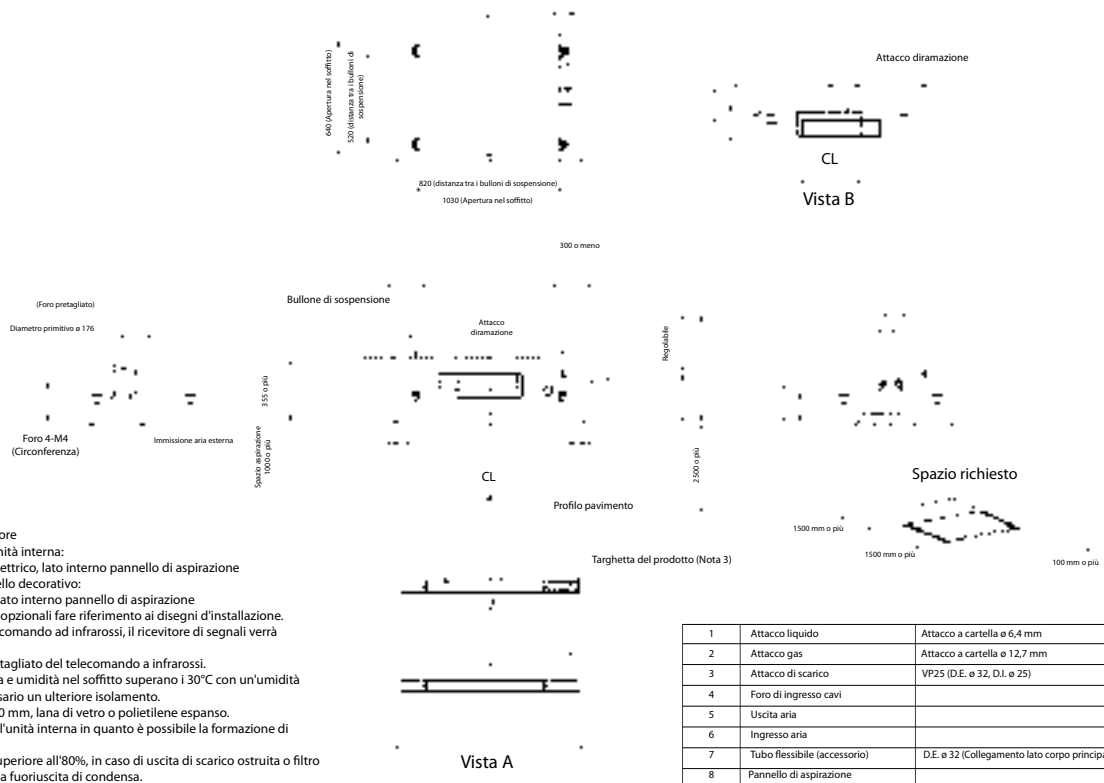 640 (Apertura nel soffitto)
520 (distanza tra i bulloni di
sospensione)
820 (distanza tra i bulloni di sospensione)
1030 (Apertura nel soffitto)
Attacco diramazione
CL
Vista B
300 o meno
(Foro pretagliato)
Diametro primitivo ø 176
Foro 4-M4
(Circonferenza)
Immissione aria esterna
Bullone di sospensione
Attacco
diramazione
355 o più
Spazio aspirazione
1000 o più
CL
Regolabile
2.500 o più
Profilo pavimento
Spazio richiesto
1500 mm o più
1500 mm o più
100 mm o più
Targhetta del prodotto (Nota 3)
Vista A
ore
nità interna:
lettrico, lato interno pannello di aspirazione
ello decorativo:
ato interno pannello di aspirazione
opzionali fare riferimento ai disegni d'installazione.
comando ad infrarossi, il ricevitore di segnali verrà
tagliato del telecomando a infrarossi.
a e umidità nel soffitto superano i 30°C con un'umidità
sario un ulteriore isolamento.
0 mm, lana di vetro o polietilene espanso.
l'unità interna in quanto è possibile la formazione di
uperiore all'80%, in caso di uscita di scarico ostruita o filtro
a fuoriuscita di condensa.
1 Attacco liquido Attacco a cartella ø 6,4 mm
2 Attacco gas Attacco a cartella ø 12,7 mm
3 Attacco di scarico VP25 (D.E. ø 32, D.I. ø 25)
4 Foro di ingresso cavi
5 Uscita aria
6 Ingresso aria
7 Tubo flessibile (accessorio) D.E. ø 32 (Collegamento lato corpo principa
8 Pannello di aspirazione